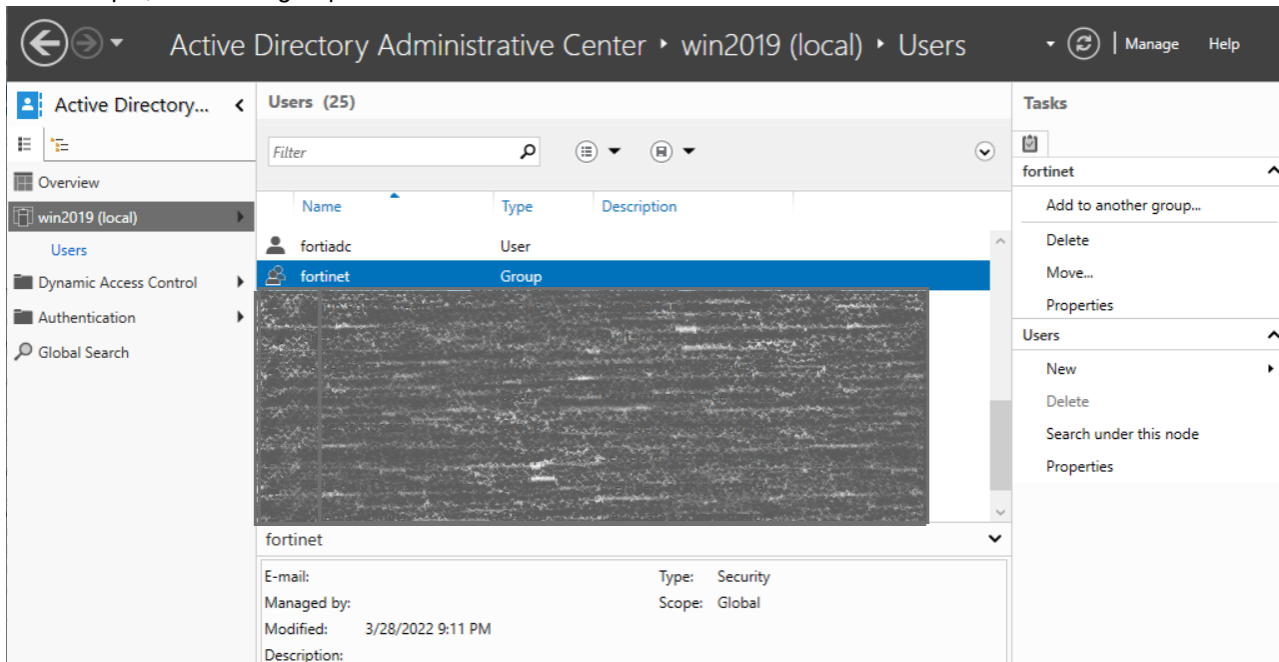 Active Directory Administrative Center ‣ win2019 (local) ‣ Users
Manage Help
Active Directory...
Overview
win2019 (local)
Users
Dynamic Access Control
Authentication
Global Search
Users (25)
Filter
Name Type Description
fortiadc User
fortinet Group
fortinet
E-mail: Type: Security
Managed by: Scope: Global
Modified: 3/28/2022 9:11 PM
Description:
Tasks
fortinet
Add to another group...
Delete
Move...
Properties
Users
New
Delete
Search under this node
Properties